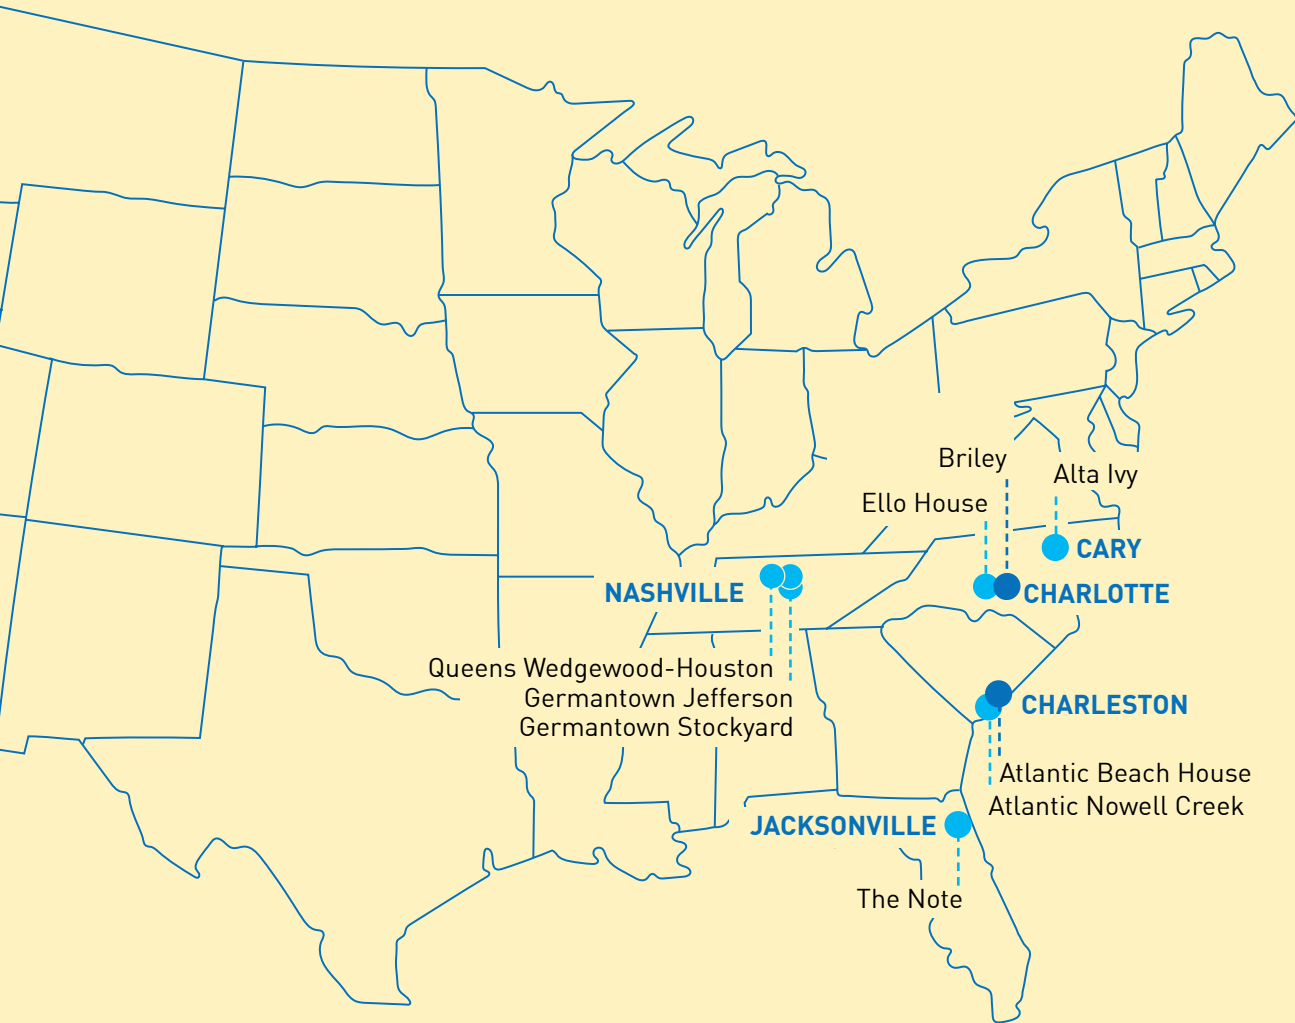 Briley
Alta Ivy
Ello House
CARY
NASHVILLE
CHARLOTTE
Queens Wedgewood-Houston
Germantown Jefferson
Germantown Stockyard
CHARLESTON
Atlantic Beach House
Atlantic Nowell Creek
JACKSONVILLE
The Note